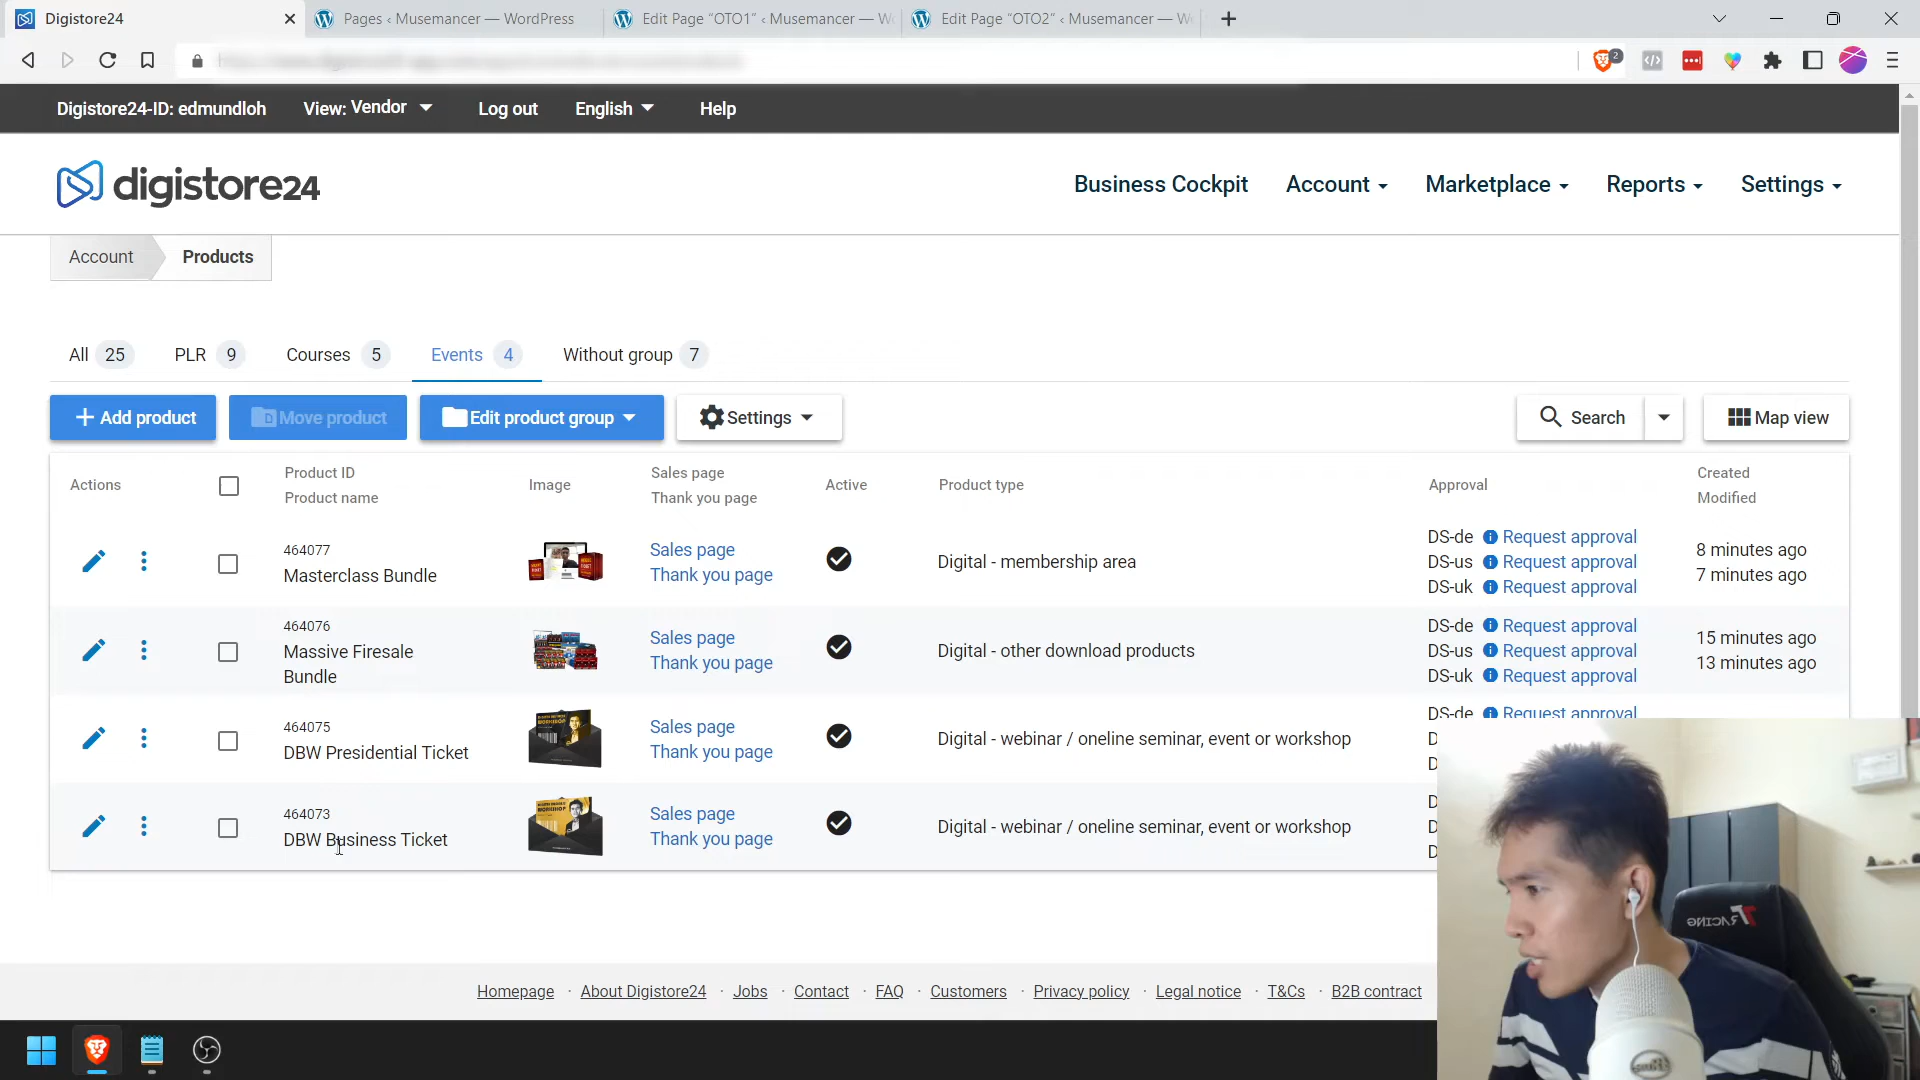 Digistore24
Pages ‹ Musemancer — WordPress
Edit Page “OTO1” ‹ Musemancer — W
Edit Page “OTO2” ‹ Musemancer — W
2
Digistore24-ID: edmundloh
View: Vendor
Log out
English
Help
digistore24
Business Cockpit
Account
Marketplace
Reports
Settings
Account
Products
All 25
PLR 9
Courses 5
Events 4
Without group 7
Add product
Move product
Edit product group
Settings
Search
Map view
Actions
Product ID
Product name
Image
Sales page
Thank you page
Active
Product type
Approval
Created
Modified
464077
Masterclass Bundle
Sales page
Thank you page
Digital - membership area
DS-de Request approval
DS-us Request approval
DS-uk Request approval
8 minutes ago
7 minutes ago
464076
Massive Firesale
Bundle
Sales page
Thank you page
Digital - other download products
DS-de Request approval
DS-us Request approval
DS-uk Request approval
15 minutes ago
13 minutes ago
464075
DBW Presidential Ticket
Sales page
Thank you page
Digital - webinar / oneline seminar, event or workshop
DS-de Request approval
D
D
464073
DBW Business Ticket
Sales page
Thank you page
Digital - webinar / oneline seminar, event or workshop
D
D
D
Homepage · About Digistore24 · Jobs · Contact · FAQ · Customers · Privacy policy · Legal notice · T&Cs · B2B contract